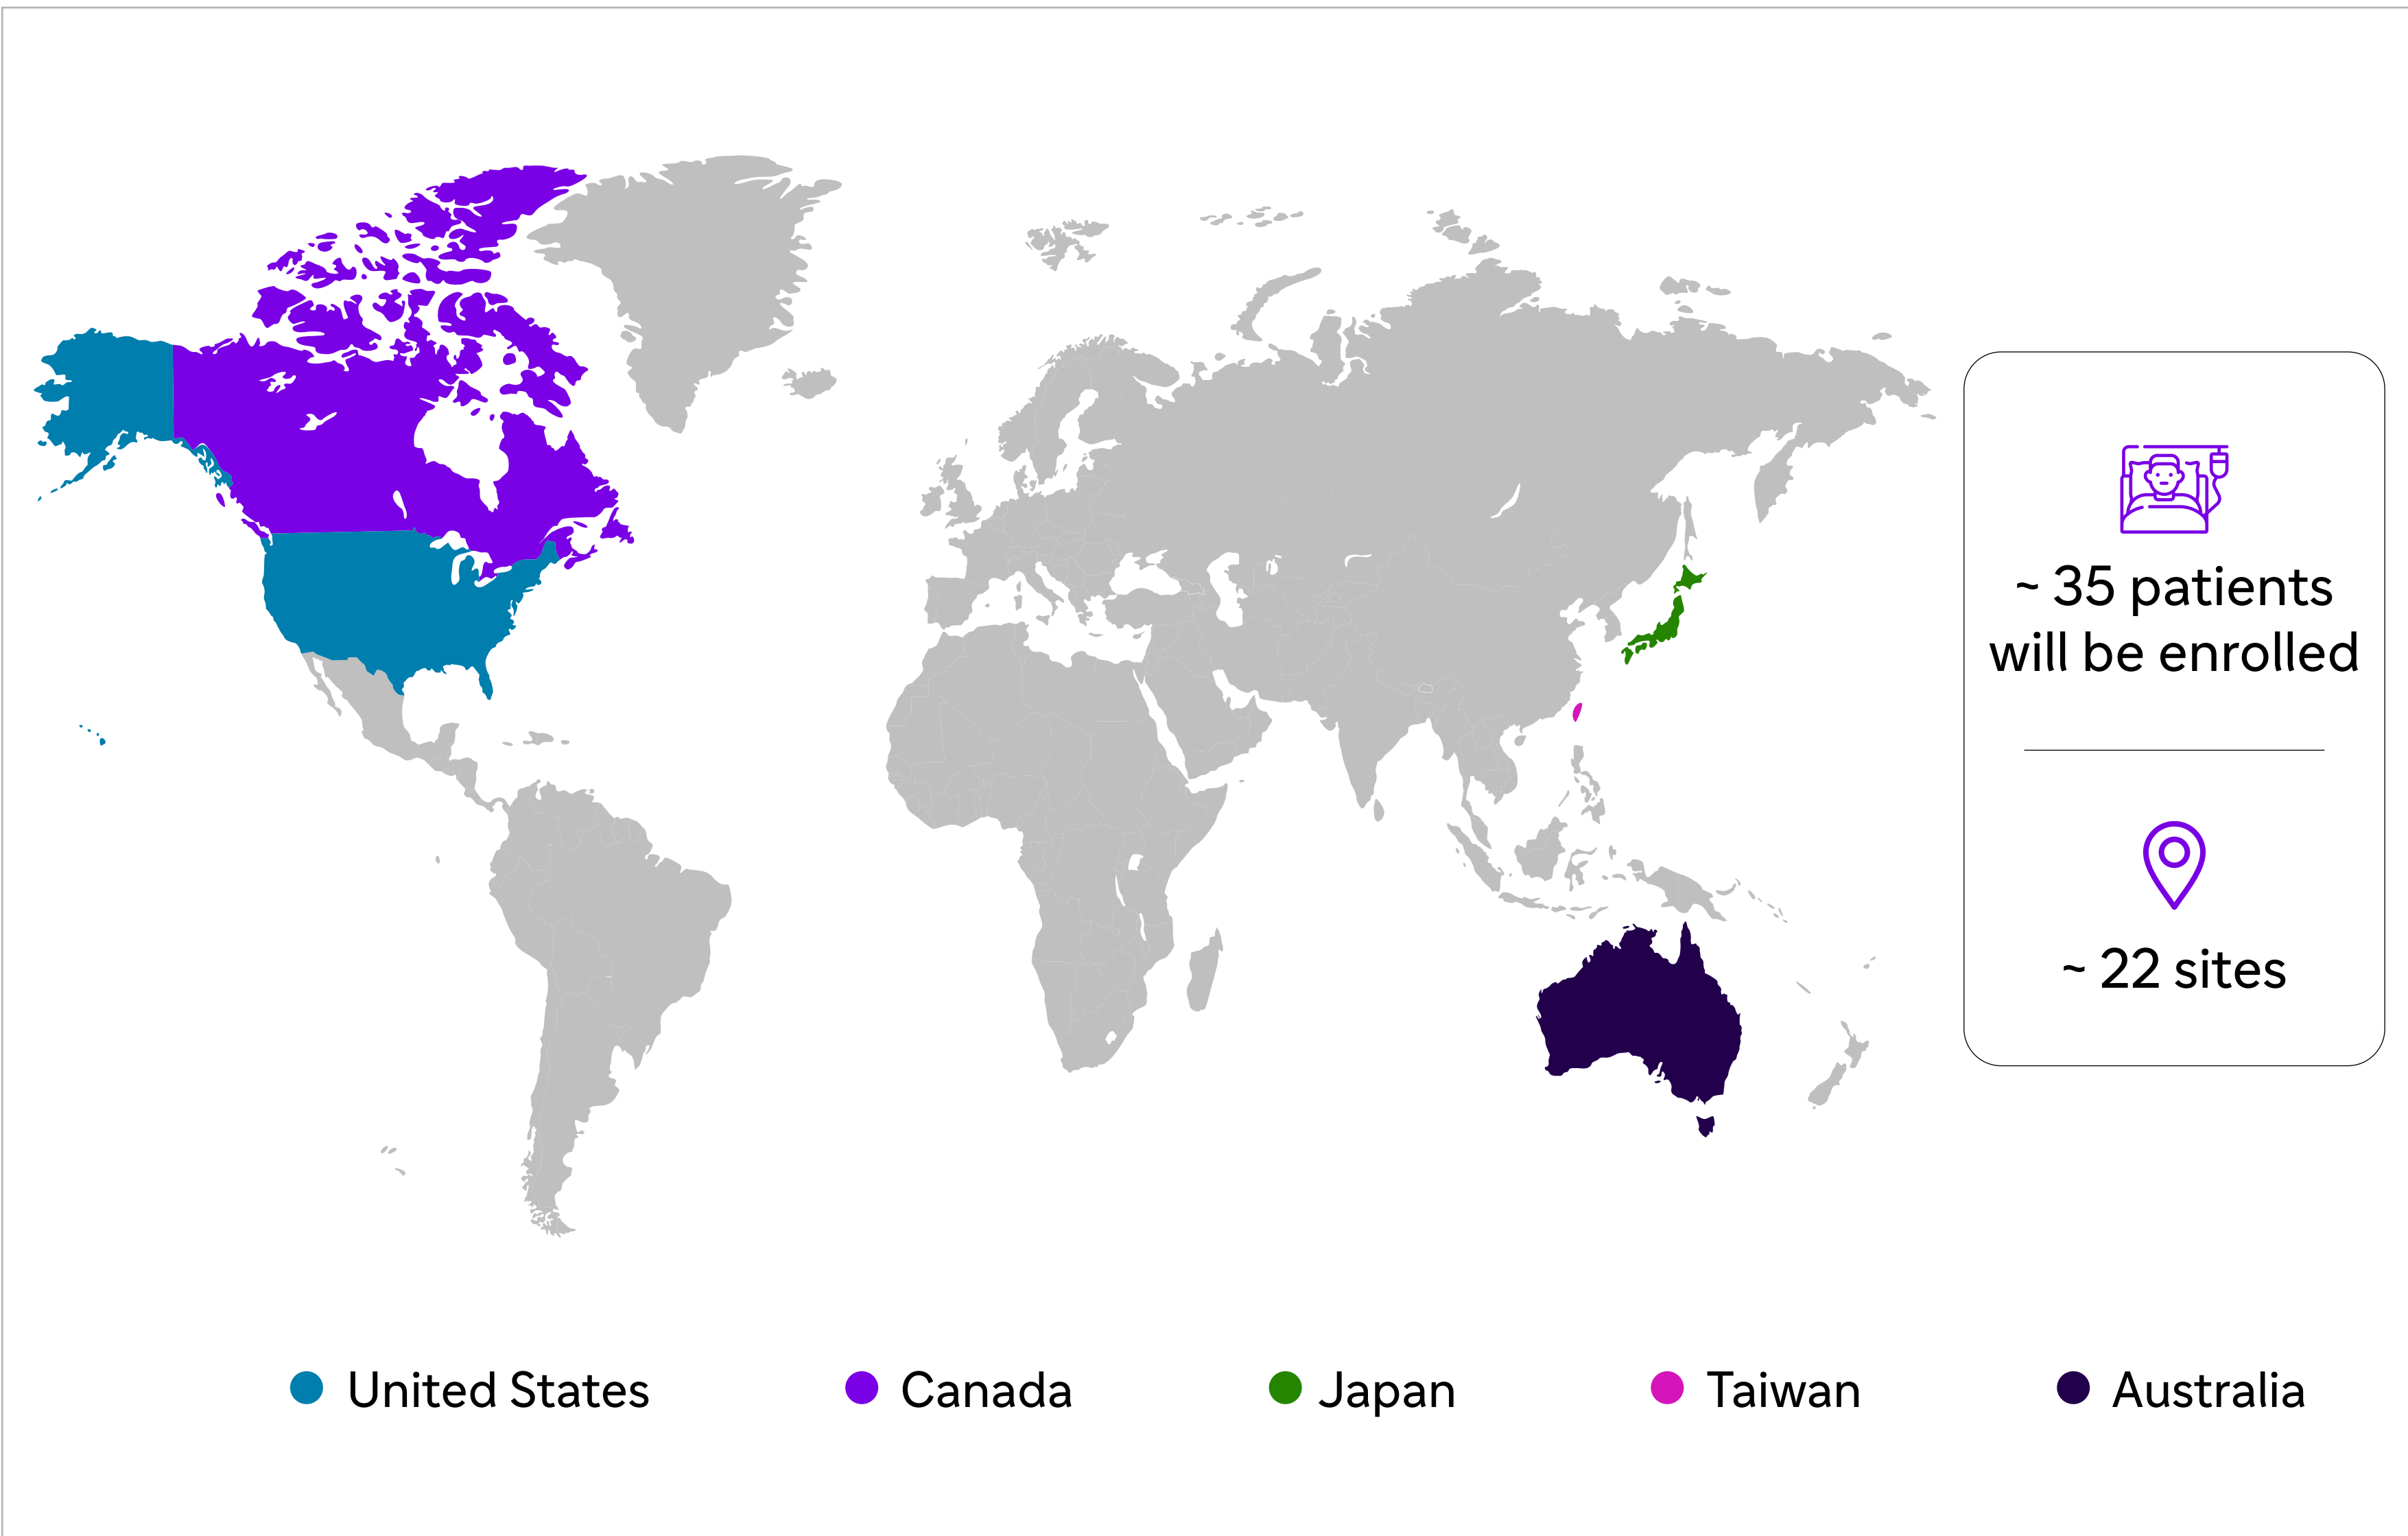 ~ 35 patients
will be enrolled
~ 22 sites
United States
Canada
Japan
Taiwan
Australia